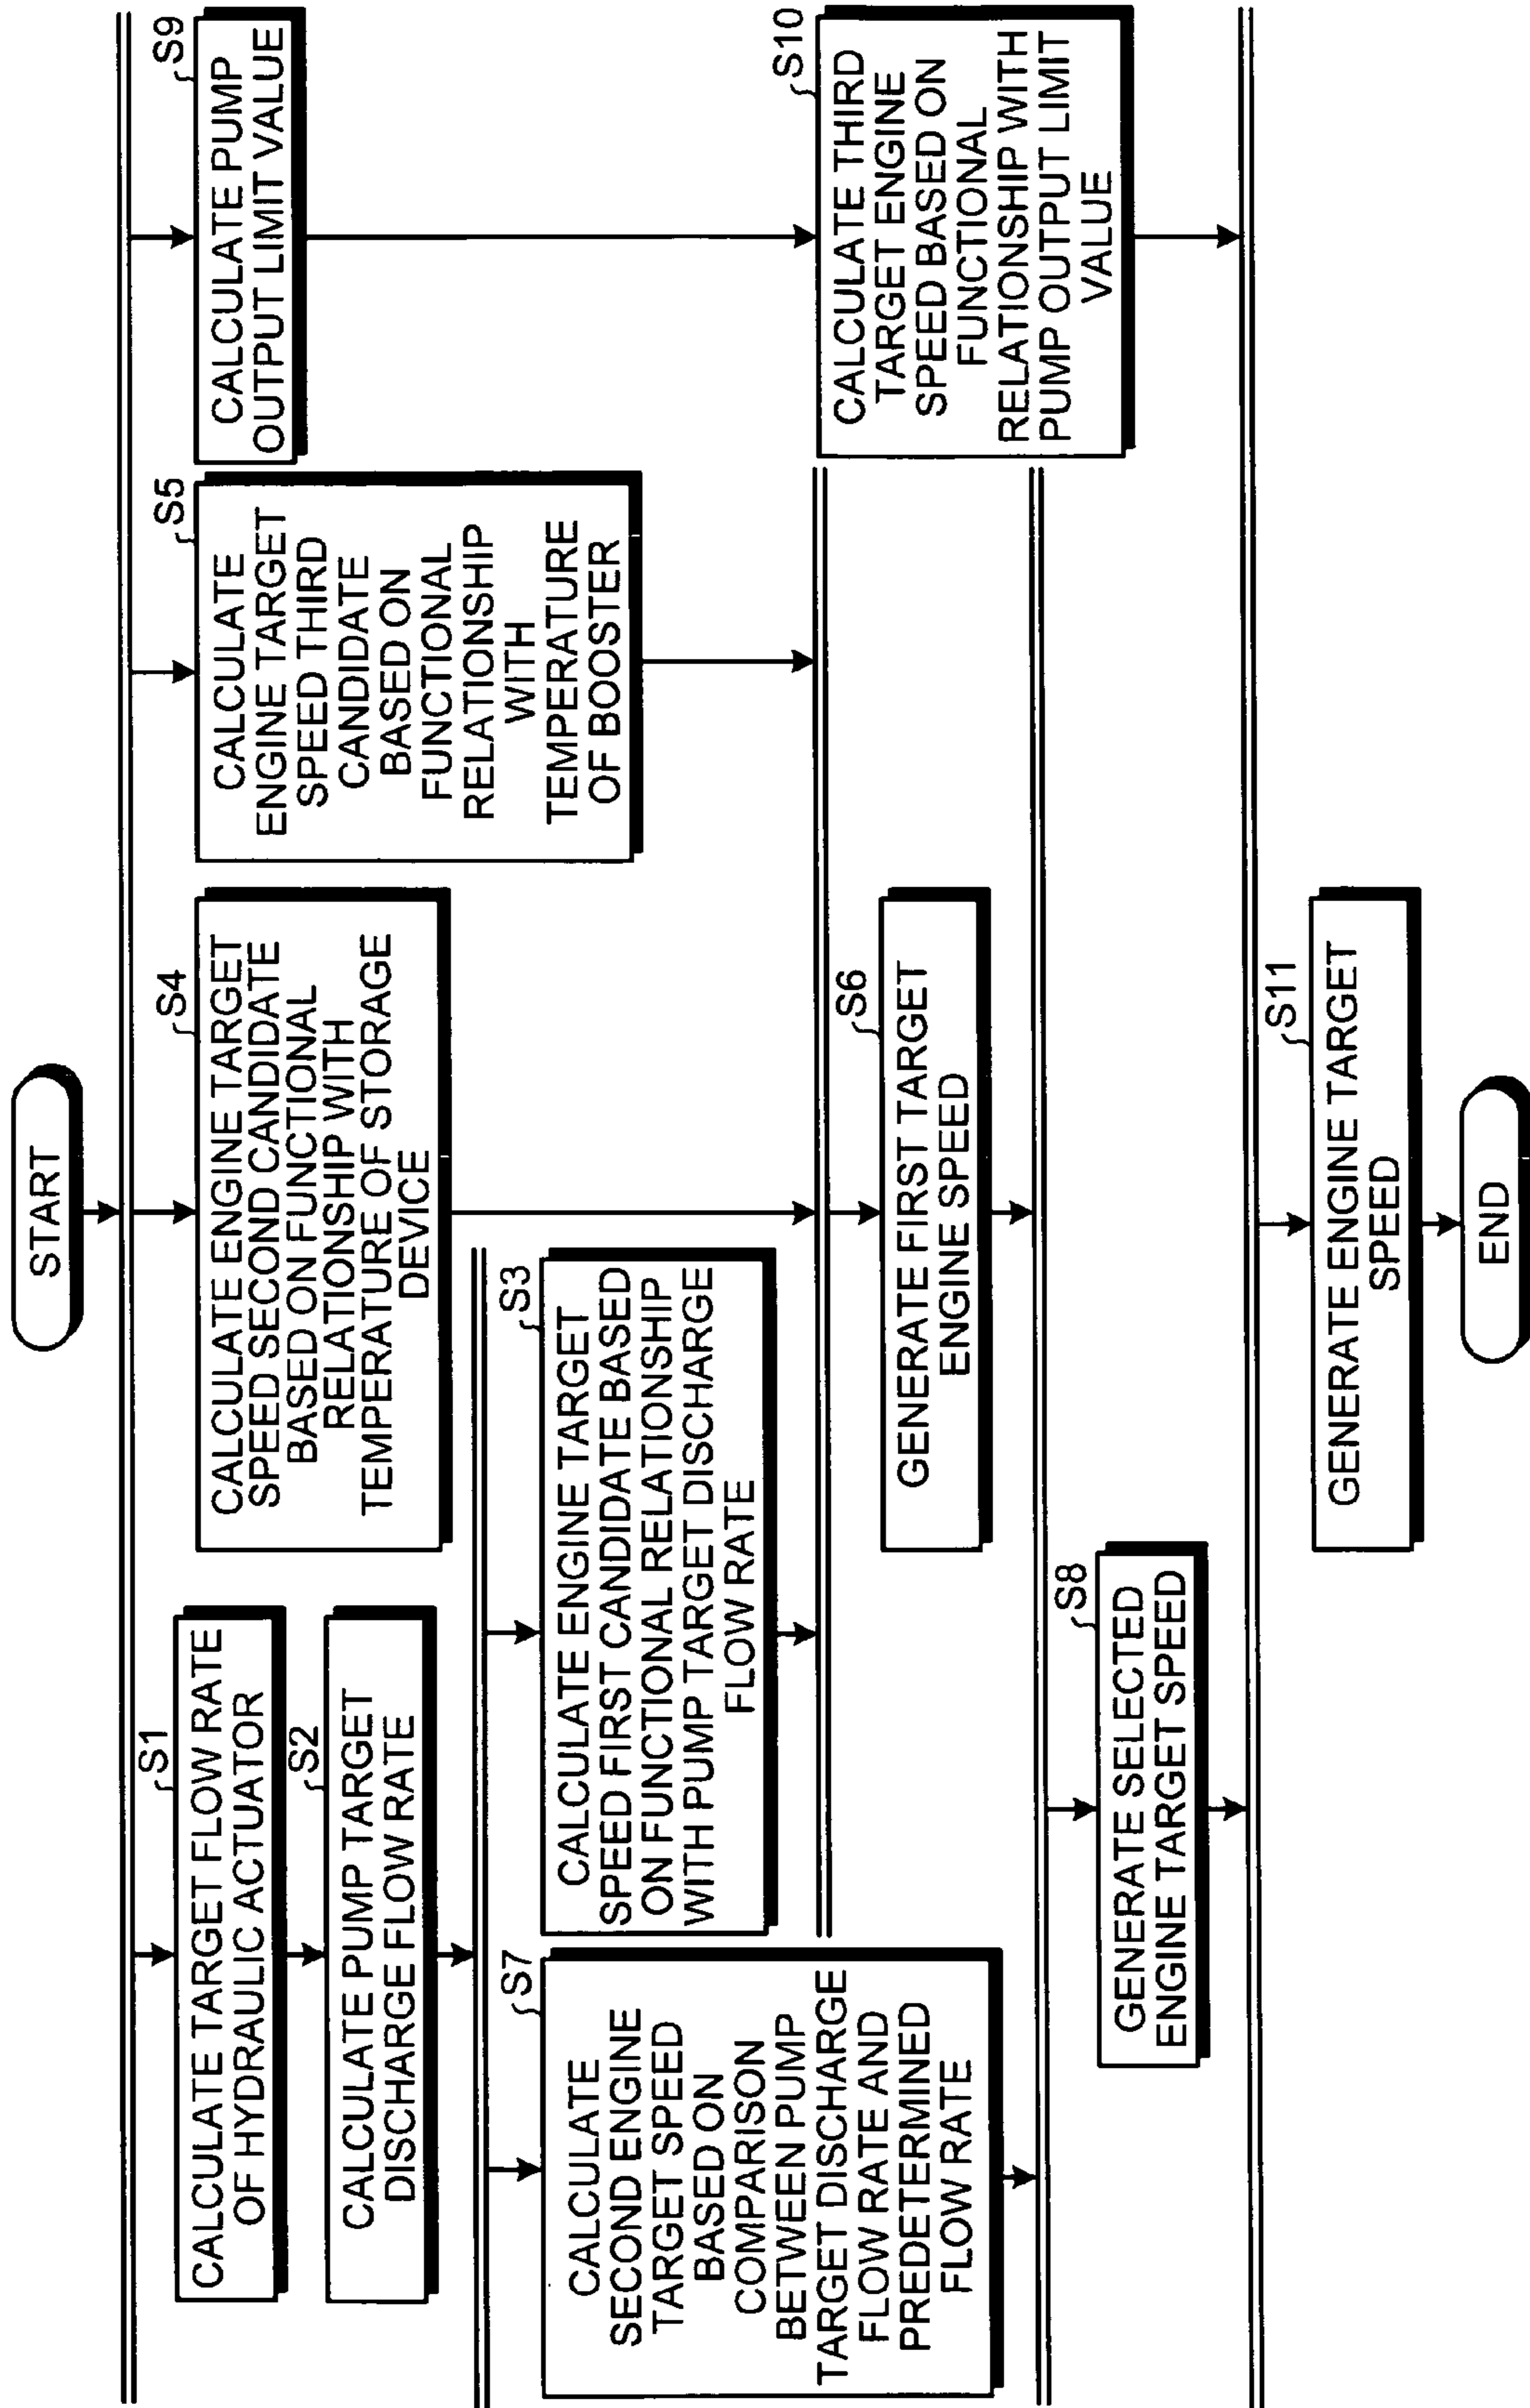 START
S1
CALCULATE TARGET FLOW RATE
OF HYDRAULIC ACTUATOR
S2
CALCULATE PUMP TARGET
DISCHARGE FLOW RATE
S7
CALCULATE
SECOND ENGINE
TARGET SPEED
BASED ON
COMPARISON
BETWEEN PUMP
TARGET DISCHARGE
FLOW RATE AND
PREDETERMINED
FLOW RATE
S3
CALCULATE ENGINE TARGET
SPEED FIRST CANDIDATE BASED
ON FUNCTIONAL RELATIONSHIP
WITH PUMP TARGET DISCHARGE
FLOW RATE
S4
CALCULATE ENGINE TARGET
SPEED SECOND CANDIDATE
BASED ON FUNCTIONAL
RELATIONSHIP WITH
TEMPERATURE OF STORAGE
DEVICE
S5
CALCULATE
ENGINE TARGET
SPEED THIRD
CANDIDATE
BASED ON
FUNCTIONAL
RELATIONSHIP
WITH
TEMPERATURE
OF BOOSTER
S9
CALCULATE PUMP
OUTPUT LIMIT VALUE
S6
GENERATE FIRST TARGET
ENGINE SPEED
S10
CALCULATE THIRD
TARGET ENGINE
SPEED BASED ON
FUNCTIONAL
RELATIONSHIP WITH
PUMP OUTPUT LIMIT
VALUE
S8
GENERATE SELECTED
ENGINE TARGET SPEED
S11
GENERATE ENGINE TARGET
SPEED
END